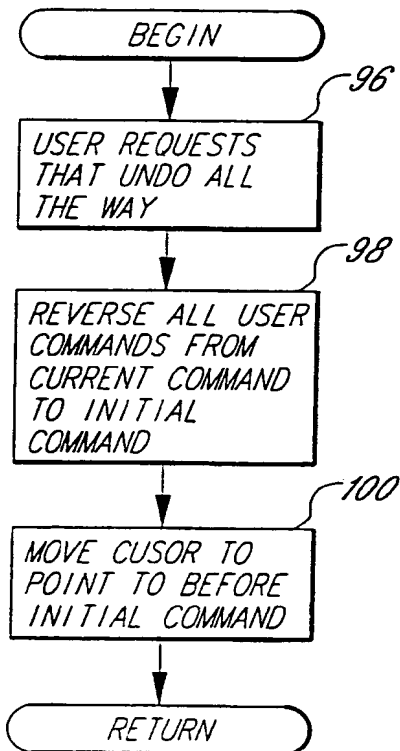 BEGIN
96
USER REQUESTS
THAT UNDO ALL
THE WAY
98
REVERSE ALL USER
COMMANDS FROM
CURRENT COMMAND
TO INITIAL
COMMAND
100
MOVE CUSOR TO
POINT TO BEFORE
INITIAL COMMAND
RETURN